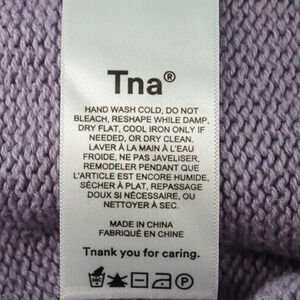 Tna®
HAND WASH COLD, DO NOT
BLEACH, RESHAPE WHILE DAMP,
DRY FLAT, COOL IRON ONLY IF
NEEDED, OR DRY CLEAN.
LAVER À LA MAIN À L'EAU
FROIDE, NE PAS JAVELISER,
REMODELER PENDANT QUE
L'ARTICLE EST ENCORE HUMIDE,
SÉCHER À PLAT, REPASSAGE
DOUX SI NÉCESSAIRE, OU
NETTOYER À SEC.
MADE IN CHINA
FABRIQUÉ EN CHINE
Tnank you for caring.